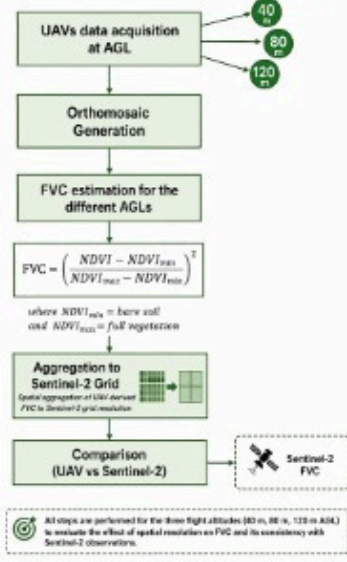 UAVs data acquisition
at AGL
40
m
80
m
120
m
Orthomosaic
Generation
FVC estimation for the
different AGLs
FVC = ( NDVI − NDVImin / NDVImax − NDVImin )^2
where NDVImin = bare soil
and NDVImax = full vegetation
Aggregation to
Sentinel-2 Grid
Spatial aggregation of UAV-derived
FVC to Sentinel-2 grid resolution
Comparison
(UAV vs Sentinel-2)
Sentinel-2
FVC
All steps are performed for the three flight altitudes (40 m, 80 m, 120 m AGL)
to evaluate the effect of spatial resolution on FVC and its consistency with
Sentinel-2 observations.